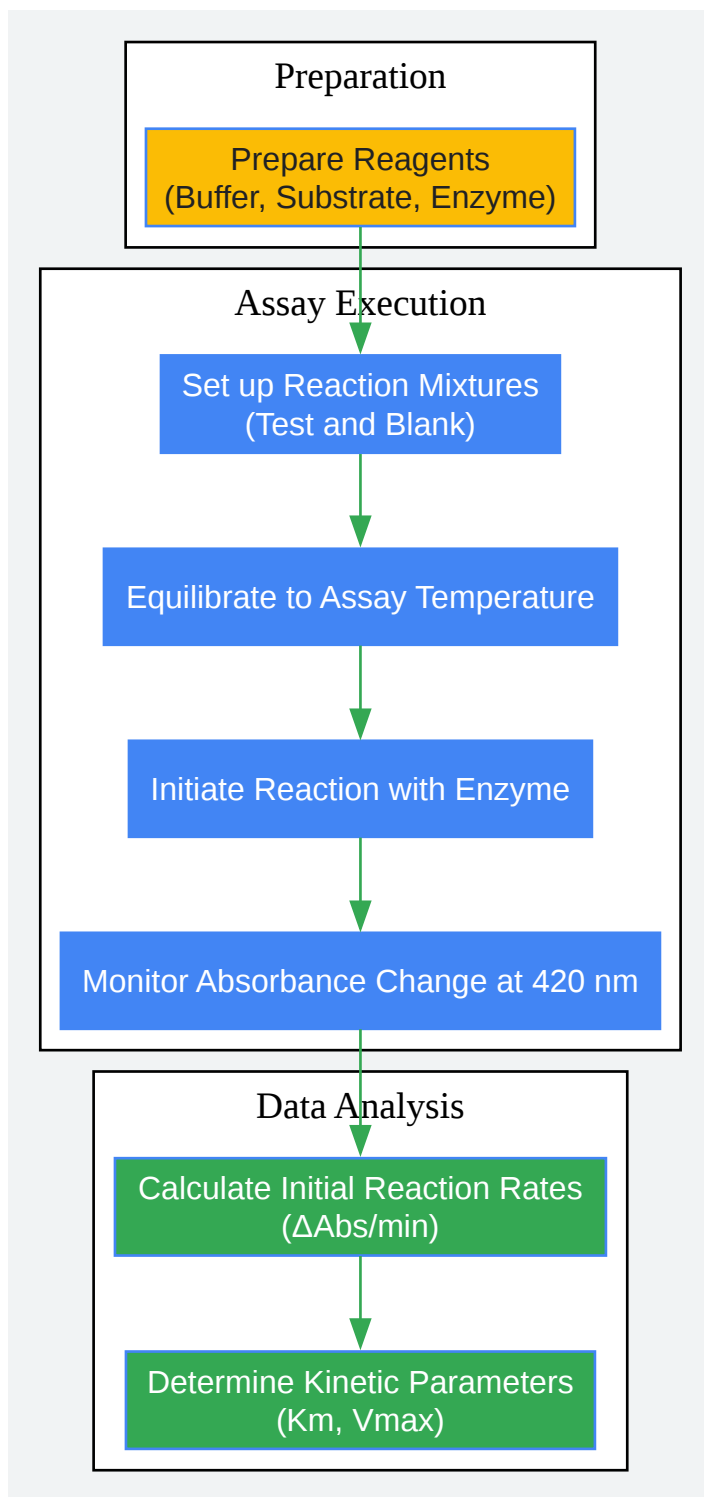 Preparation
Prepare Reagents
(Buffer, Substrate, Enzyme)
Assay Execution
Set up Reaction Mixtures
(Test and Blank)
Equilibrate to Assay Temperature
Initiate Reaction with Enzyme
Monitor Absorbance Change at 420 nm
Data Analysis
Calculate Initial Reaction Rates
(ΔAbs/min)
Determine Kinetic Parameters
(Km, Vmax)